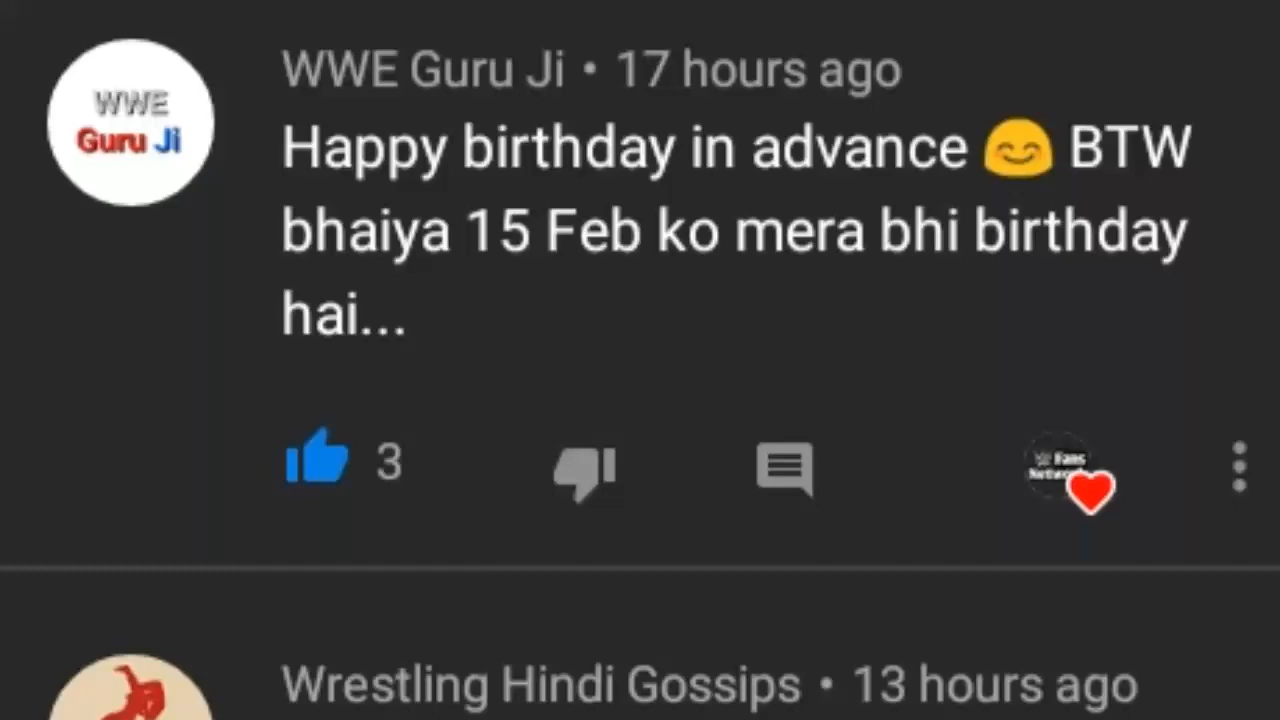 WWE
Guru Ji
WWE Guru Ji • 17 hours ago
Happy birthday in advance 😊 BTW
bhaiya 15 Feb ko mera bhi birthday
hai...
3
Fans
Wrestling Hindi Gossips • 13 hours ago